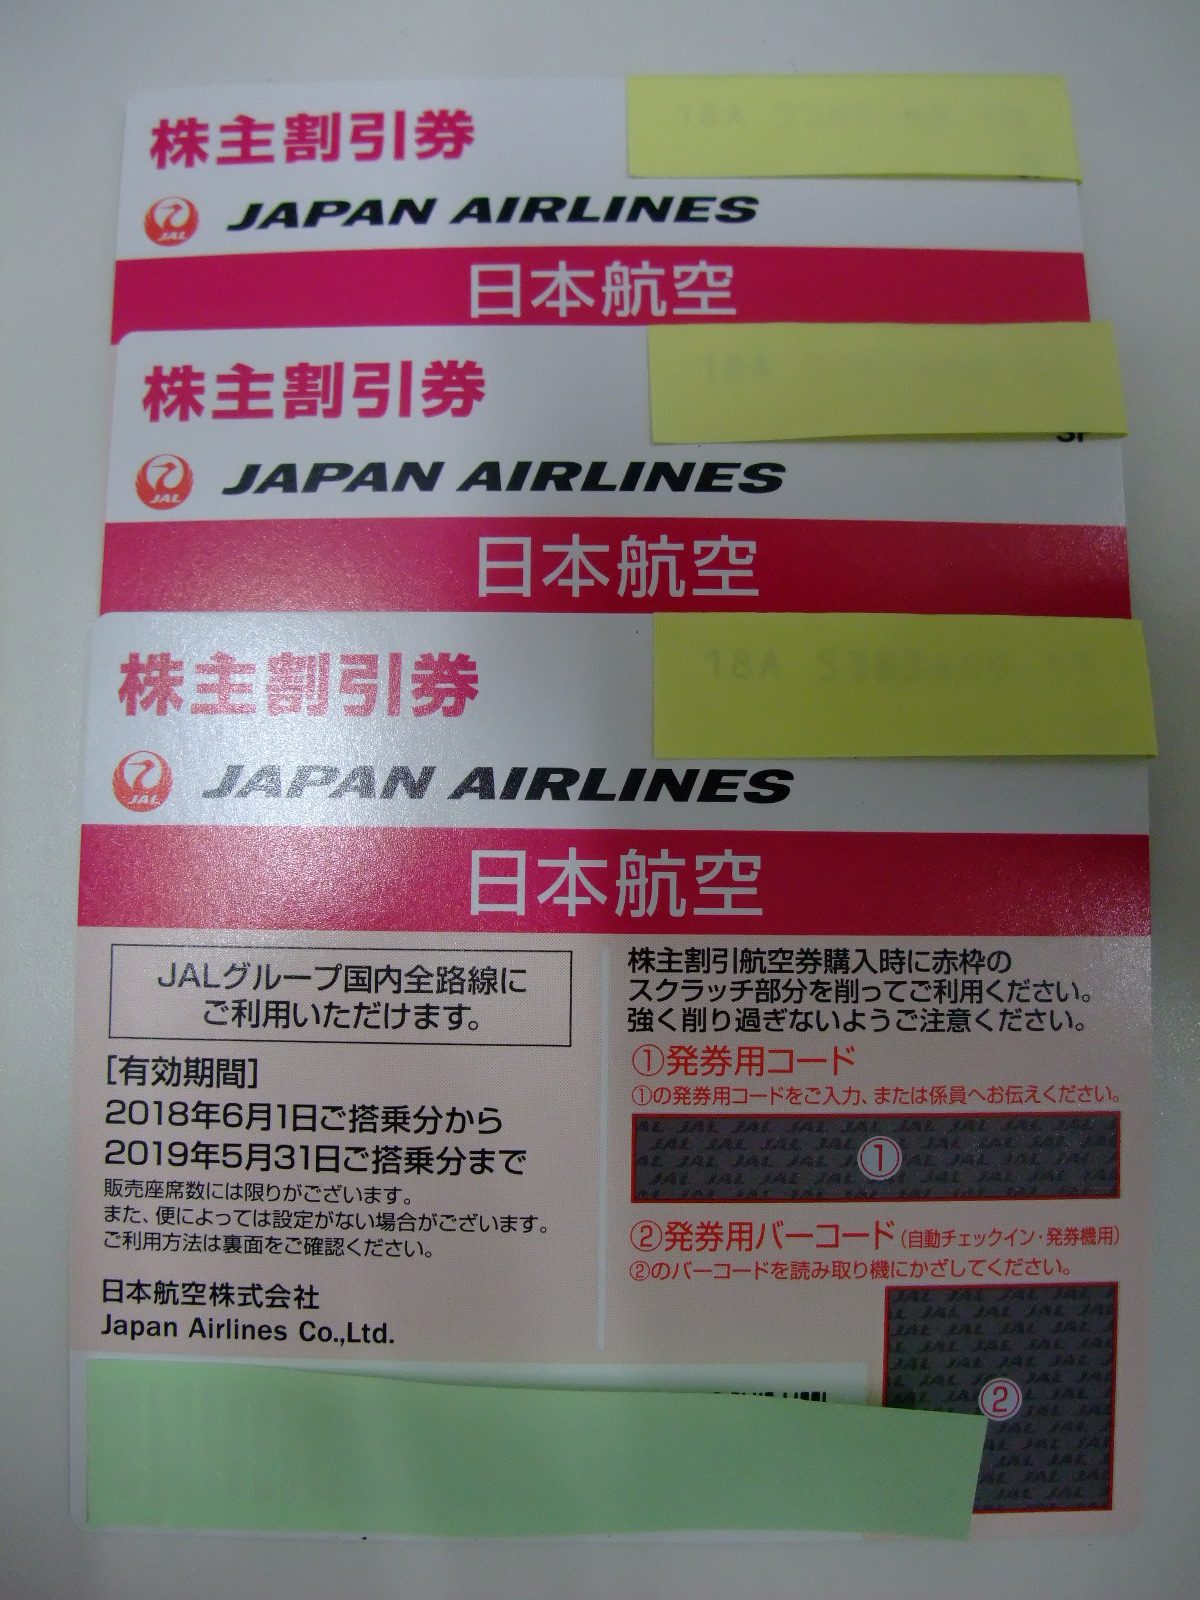 株主割引券
JAL JAPAN AIRLINES
日本航空
株主割引券
JAL JAPAN AIRLINES
日本航空
株主割引券
JAL JAPAN AIRLINES
日本航空
JALグループ国内全路線に
ご利用いただけます。
[有効期間]
2018年6月1日ご搭乗分から
2019年5月31日ご搭乗分まで
販売座席数には限りがございます。
また、便によっては設定がない場合がございます。
ご利用方法は裏面をご確認ください。
日本航空株式会社
Japan Airlines Co.,Ltd.
株主割引航空券購入時に赤枠の
スクラッチ部分を削ってご利用ください。
強く削り過ぎないようご注意ください。
①発券用コード
①の発券用コードをご入力、または係員へお伝えください。
①
②発券用バーコード(自動チェックイン・発券機用)
②のバーコードを読み取り機にかざしてください。
②